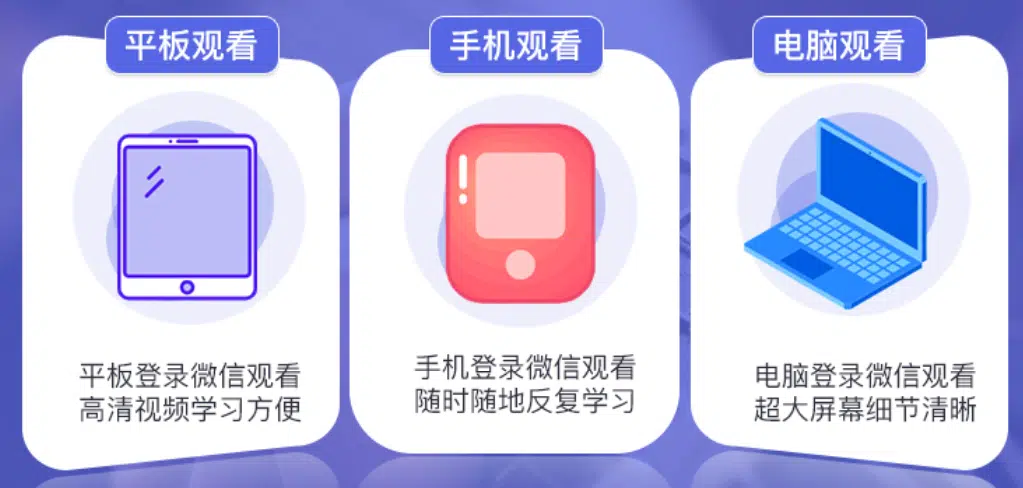 平板观看
平板登录微信观看
高清视频学习方便
手机观看
手机登录微信观看
随时随地反复学习
电脑观看
电脑登录微信观看
超大屏幕细节清晰